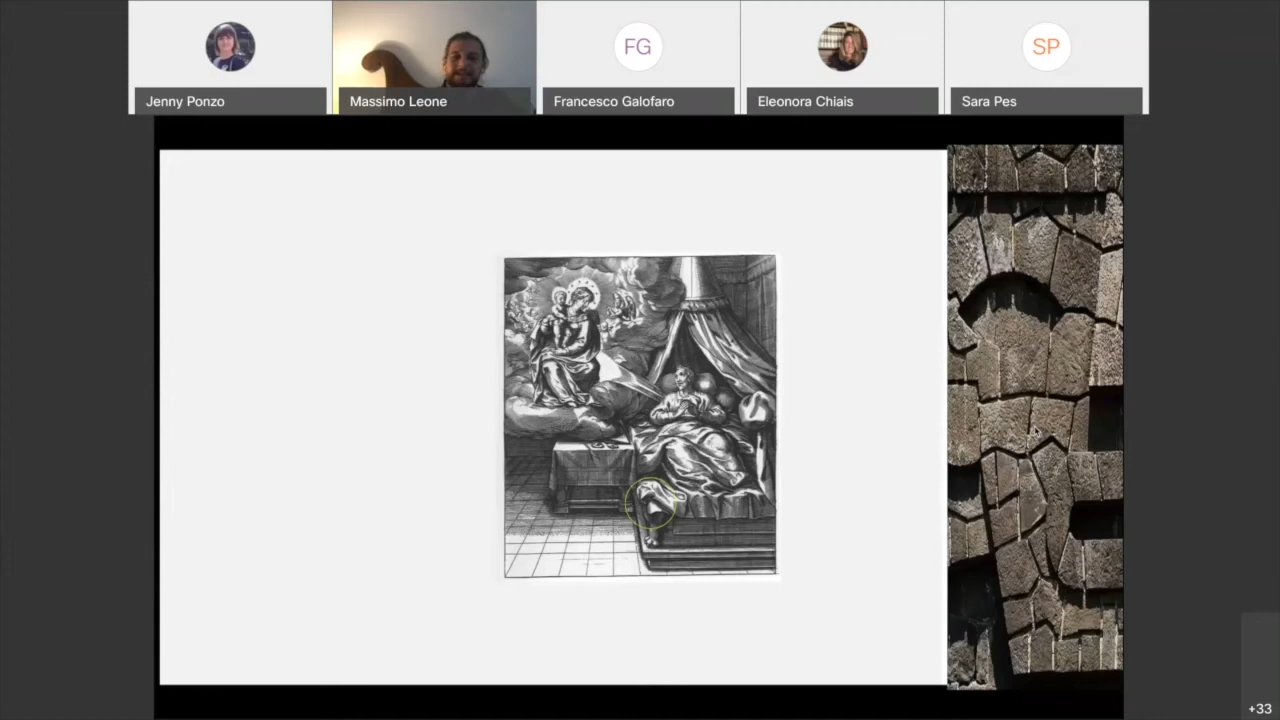 FG
SP
Jenny Ponzo
Massimo Leone
Francesco Galofaro
Eleonora Chiais
Sara Pes
+33